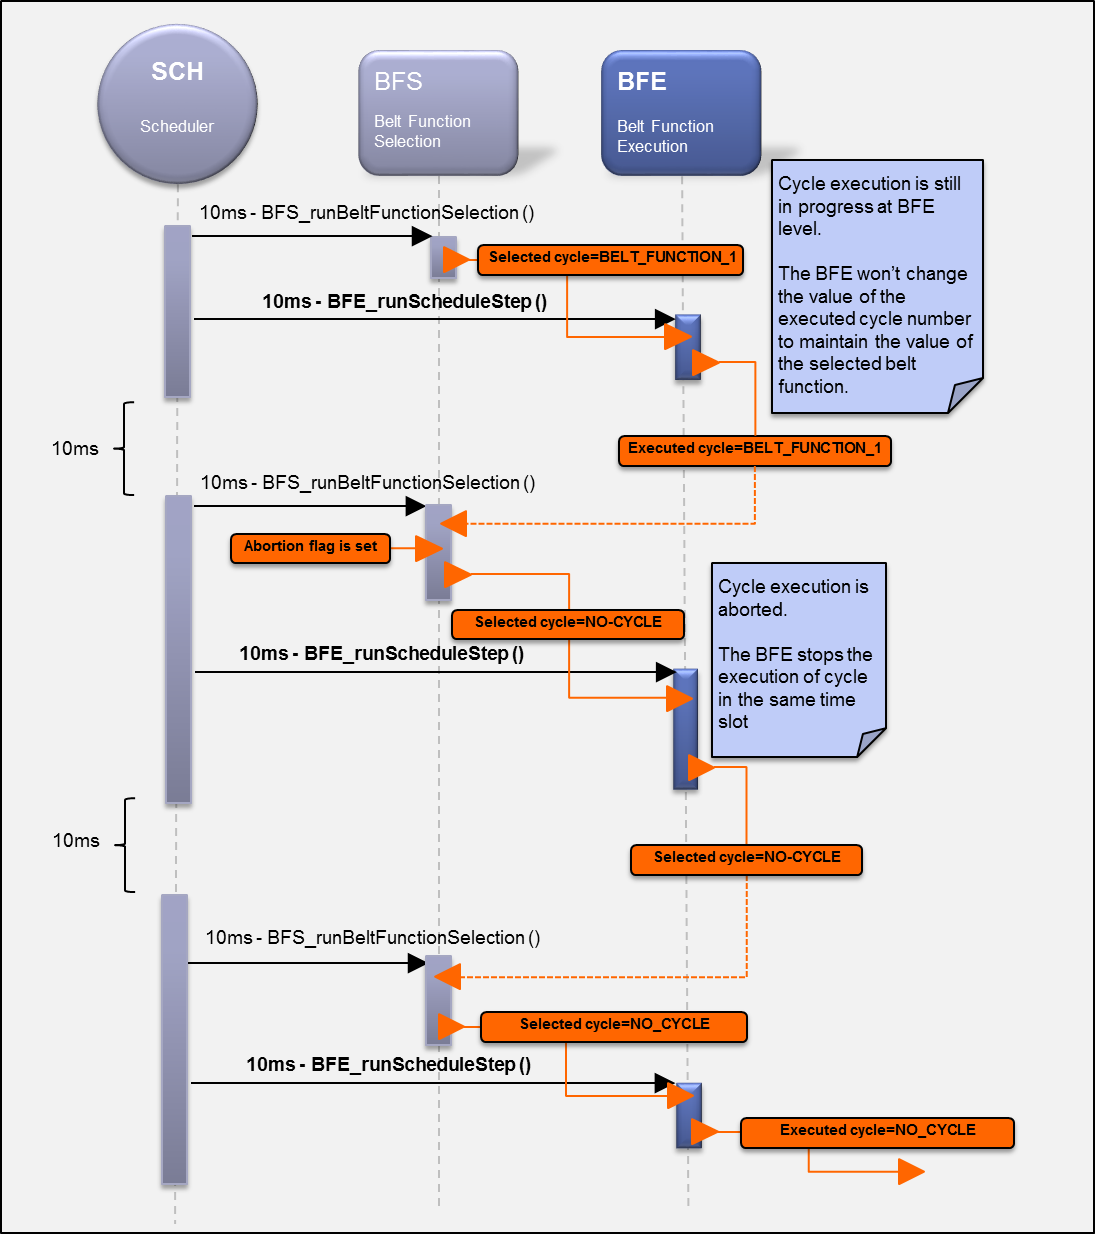 SCH
Scheduler
BFS
Belt Function
Selection
BFE
Belt Function
Execution
Cycle execution is still
in progress at BFE
level.
The BFE won’t change
the value of the
executed cycle number
to maintain the value of
the selected belt
function.
10ms - BFS_runBeltFunctionSelection ()
Selected cycle=BELT_FUNCTION_1
10ms - BFE_runScheduleStep ()
10ms
Executed cycle=BELT_FUNCTION_1
10ms - BFS_runBeltFunctionSelection ()
Abortion flag is set
Cycle execution is
aborted.
The BFE stops the
execution of cycle
in the same time
slot
Selected cycle=NO-CYCLE
10ms - BFE_runScheduleStep ()
10ms
Selected cycle=NO-CYCLE
10ms - BFS_runBeltFunctionSelection ()
Selected cycle=NO_CYCLE
10ms - BFE_runScheduleStep ()
Executed cycle=NO_CYCLE